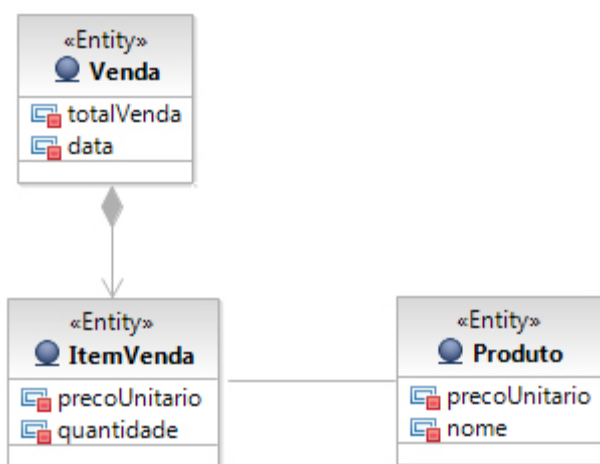 «Entity»
Venda
totalVenda
data
«Entity»
ItemVenda
precoUnitario
quantidade
«Entity»
Produto
precoUnitario
nome